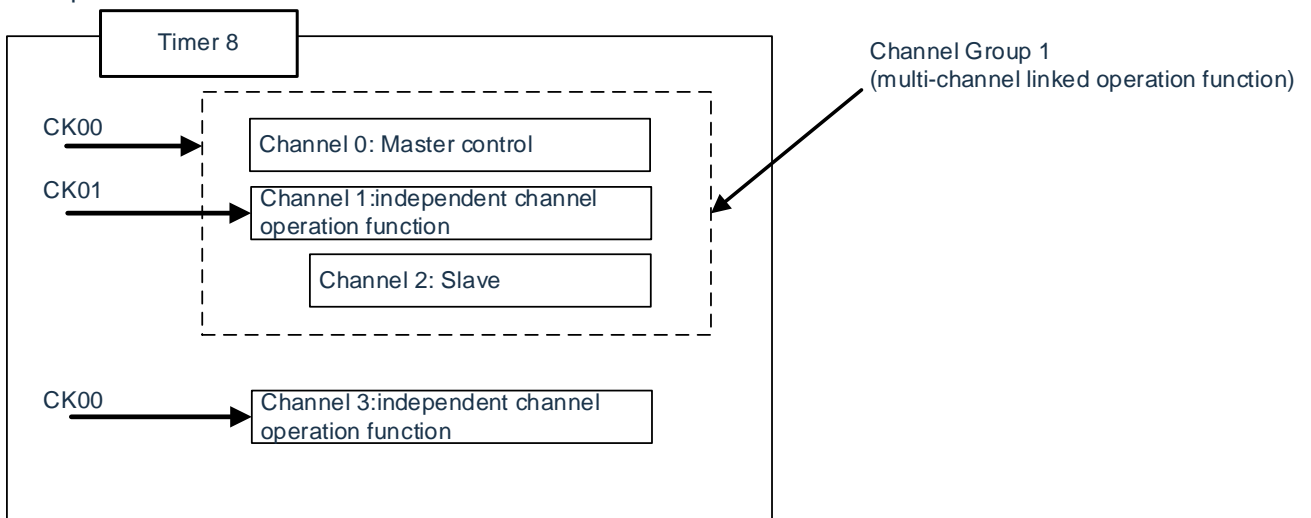 Timer 8
Channel Group 1
(multi-channel linked operation function)
CK00
Channel 0: Master control
CK01
Channel 1:independent channel
operation function
Channel 2: Slave
CK00
Channel 3:independent channel
operation function